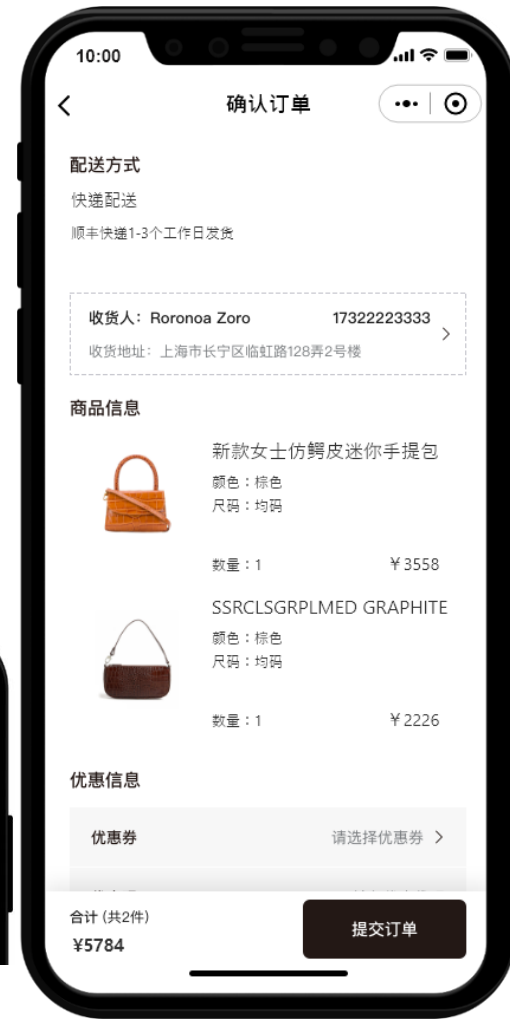 10:00
确认订单
配送方式
快递配送
顺丰快递1-3个工作日发货
收货人：Roronoa Zoro 17322223333
收货地址：上海市长宁区临虹路128弄2号楼
商品信息
新款女士仿鳄皮迷你手提包
颜色：棕色
尺码：均码
数量：1 ￥3558
SSRCLSGRPLMED GRAPHITE
颜色：棕色
尺码：均码
数量：1 ￥2226
优惠信息
优惠券 请选择优惠券
合计 (共2件)
¥5784
提交订单